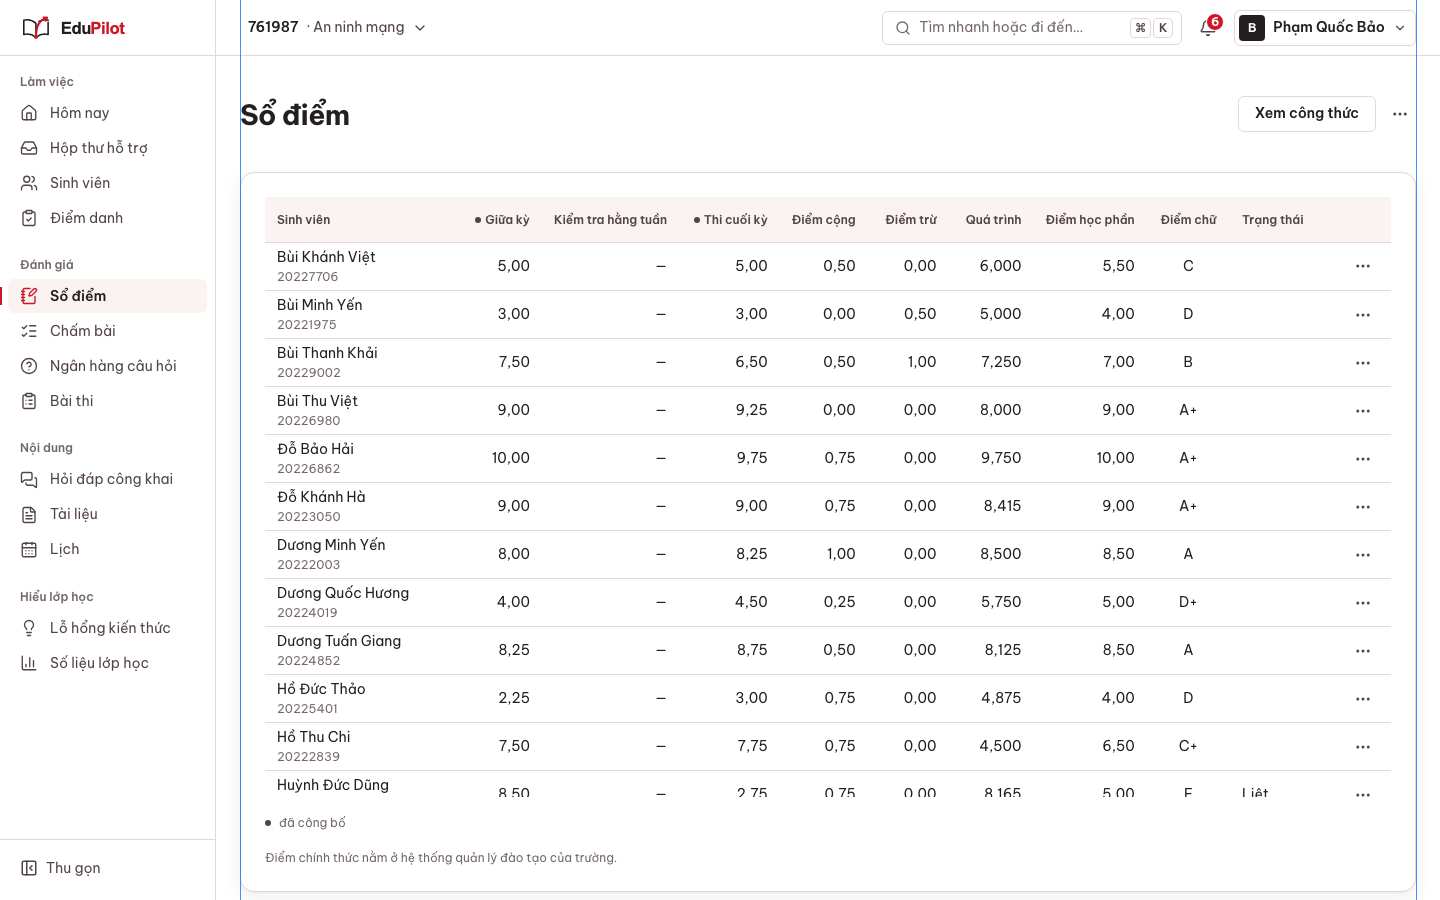 EduPilot
761987 · An ninh mạng
Tìm nhanh hoặc đi đến...
⌘ K
6
B Phạm Quốc Bảo
Làm việc
Hôm nay
Hộp thư hỗ trợ
Sinh viên
Điểm danh
Đánh giá
Sổ điểm
Chấm bài
Ngân hàng câu hỏi
Bài thi
Nội dung
Hỏi đáp công khai
Tài liệu
Lịch
Hiểu lớp học
Lỗ hổng kiến thức
Số liệu lớp học
Thu gọn
Sổ điểm
Xem công thức
Sinh viên Giữa kỳ Kiểm tra hằng tuần Thi cuối kỳ Điểm cộng Điểm trừ Quá trình Điểm học phần Điểm chữ Trạng thái
Bùi Khánh Việt
20227706
5,00 – 5,00 0,50 0,00 6,000 5,50 C
Bùi Minh Yến
20221975
3,00 – 3,00 0,00 0,50 5,000 4,00 D
Bùi Thanh Khải
20229002
7,50 – 6,50 0,50 1,00 7,250 7,00 B
Bùi Thu Việt
20226980
9,00 – 9,25 0,00 0,00 8,000 9,00 A+
Đỗ Bảo Hải
20226862
10,00 – 9,75 0,75 0,00 9,750 10,00 A+
Đỗ Khánh Hà
20223050
9,00 – 9,00 0,75 0,00 8,415 9,00 A+
Dương Minh Yến
20222003
8,00 – 8,25 1,00 0,00 8,500 8,50 A
Dương Quốc Hương
20224019
4,00 – 4,50 0,25 0,00 5,750 5,00 D+
Dương Tuấn Giang
20224852
8,25 – 8,75 0,50 0,00 8,125 8,50 A
Hồ Đức Thảo
20225401
2,25 – 3,00 0,75 0,00 4,875 4,00 D
Hồ Thu Chi
20222839
7,50 – 7,75 0,75 0,00 4,500 6,50 C+
Huỳnh Đức Dũng
8,50 – 2,75 0,75 0,00 8,165 5,00 F Liệt
đã công bố
Điểm chính thức nằm ở hệ thống quản lý đào tạo của trường.